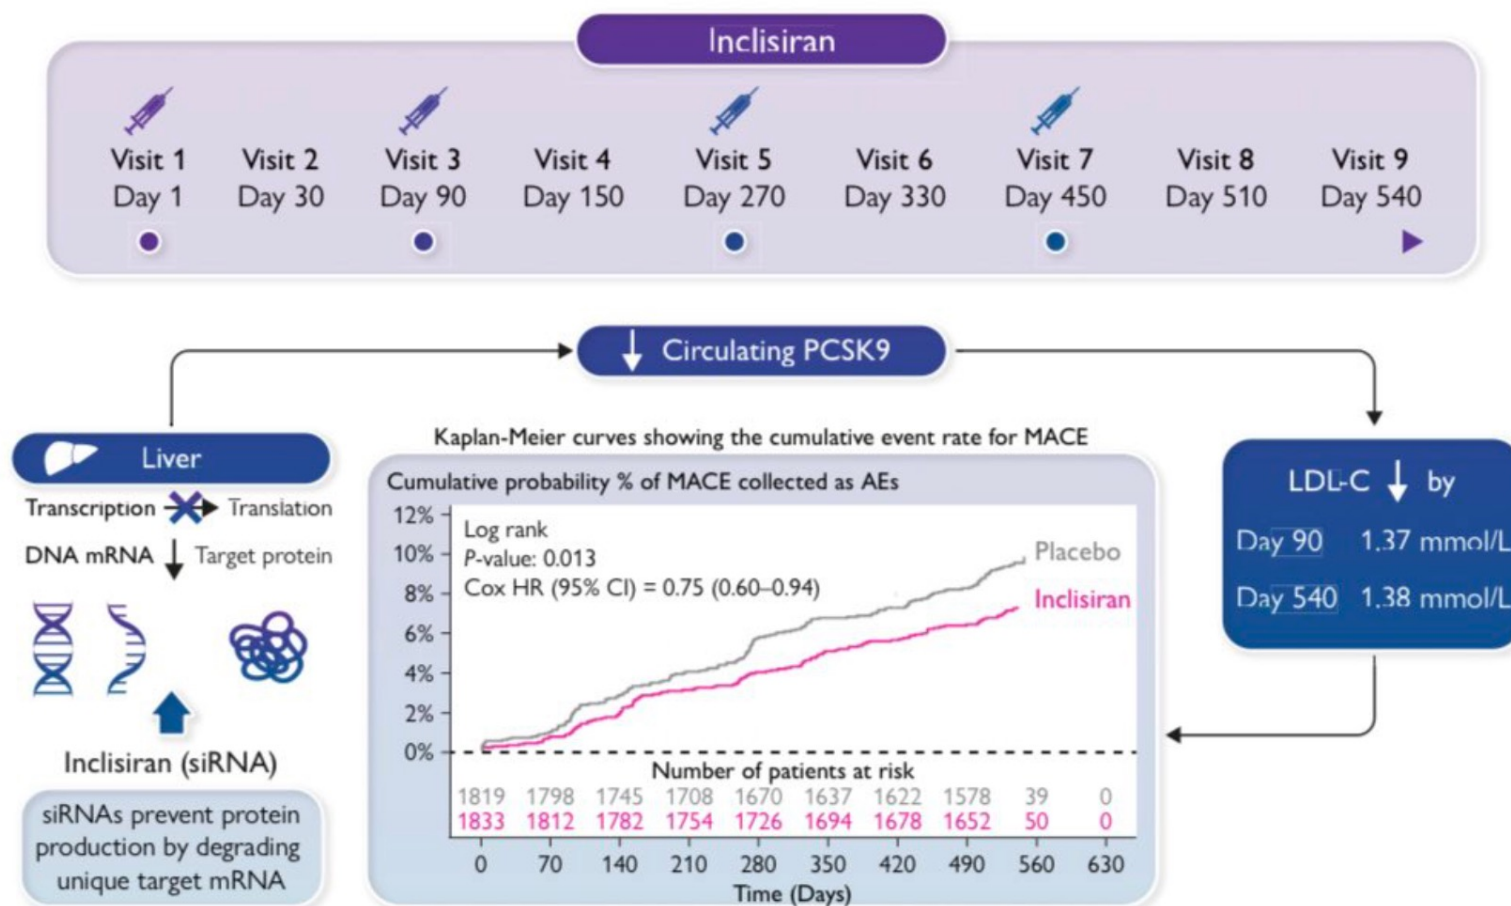 Inclisiran
Visit 1 Visit 2 Visit 3 Visit 4 Visit 5 Visit 6 Visit 7 Visit 8 Visit 9
Day 1 Day 30 Day 90 Day 150 Day 270 Day 330 Day 450 Day 510 Day 540
↓ Circulating PCSK9
Liver
Transcription Translation
DNA mRNA ↓ Target protein
Inclisiran (siRNA)
siRNAs prevent protein
production by degrading
unique target mRNA
Kaplan-Meier curves showing the cumulative event rate for MACE
Cumulative probability % of MACE collected as AEs
12%
10%
8%
6%
4%
2%
0%
Log rank
P-value: 0.013
Cox HR (95% CI) = 0.75 (0.60–0.94)
Placebo
Inclisiran
Number of patients at risk
1819 1798 1745 1708 1670 1637 1622 1578 39 0
1833 1812 1782 1754 1726 1694 1678 1652 50 0
0 70 140 210 280 350 420 490 560 630
Time (Days)
LDL-C ↓ by
Day 90 1.37 mmol/L
Day 540 1.38 mmol/L